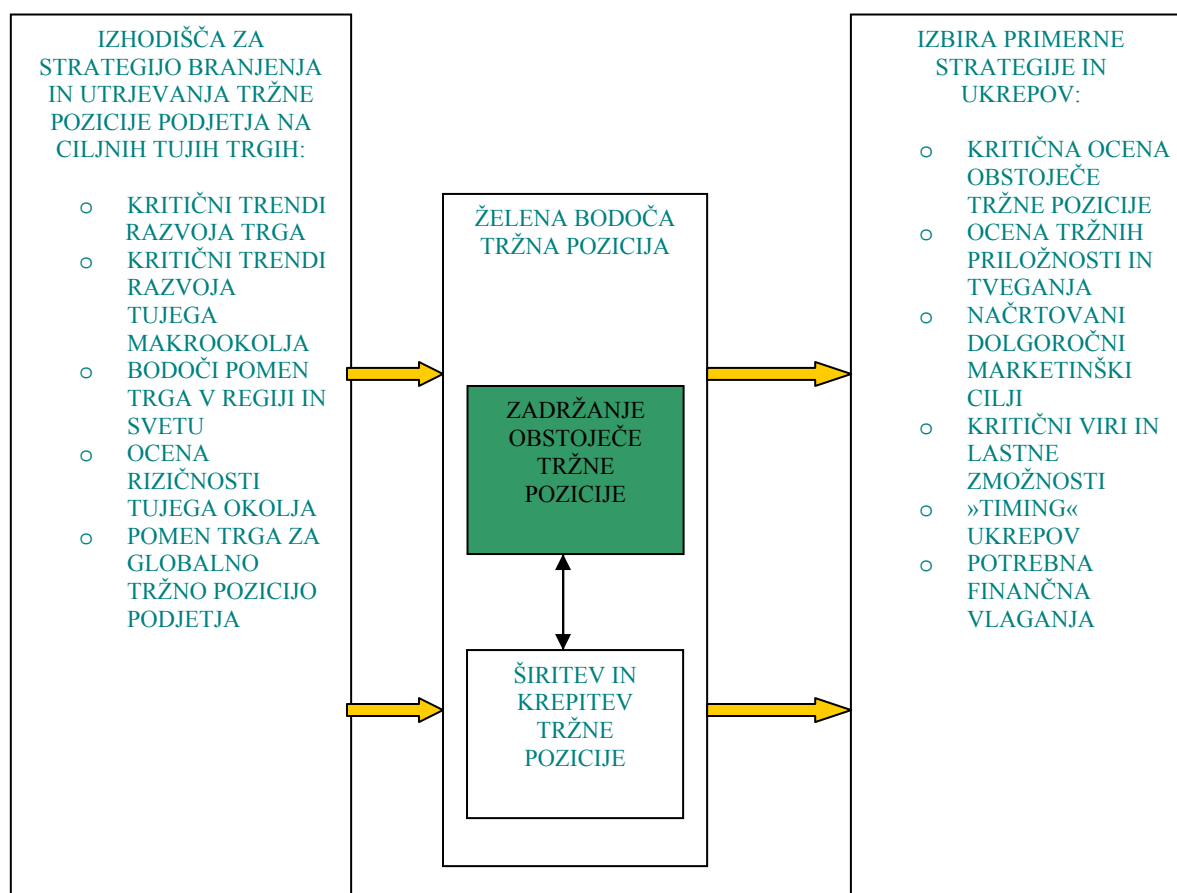 IZHODIŠČA ZA
STRATEGIJO BRANJENJA
IN UTRJEVANJA TRŽNE
POZICIJE PODJETJA NA
CILJNIH TUJIH TRGIH:
o KRITIČNI TRENDI
RAZVOJA TRGA
o KRITIČNI TRENDI
RAZVOJA
TUJEGA
MAKROOKOLJA
o BODOČI POMEN
TRGA V REGIJI IN
SVETU
o OCENA
RIZIČNOSTI
TUJEGA OKOLJA
o POMEN TRGA ZA
GLOBALNO
TRŽNO POZICIJO
PODJETJA
ŽELENA BODOČA
TRŽNA POZICIJA
ZADRŽANJE
OBSTOJEČE
TRŽNE
POZICIJE
ŠIRITEV IN
KREPITEV
TRŽNE
POZICIJE
IZBIRA PRIMERNE
STRATEGIJE IN
UKREPOV:
o KRITIČNA OCENA
OBSTOJEČE
TRŽNE POZICIJE
o OCENA TRŽNIH
PRILOŽNOSTI IN
TVEGANJA
o NAČRTOVANI
DOLGOROČNI
MARKETINŠKI
CILJI
o KRITIČNI VIRI IN
LASTNE
ZMOŽNOSTI
o »TIMING«
UKREPOV
o POTREBNA
FINANČNA
VLAGANJA